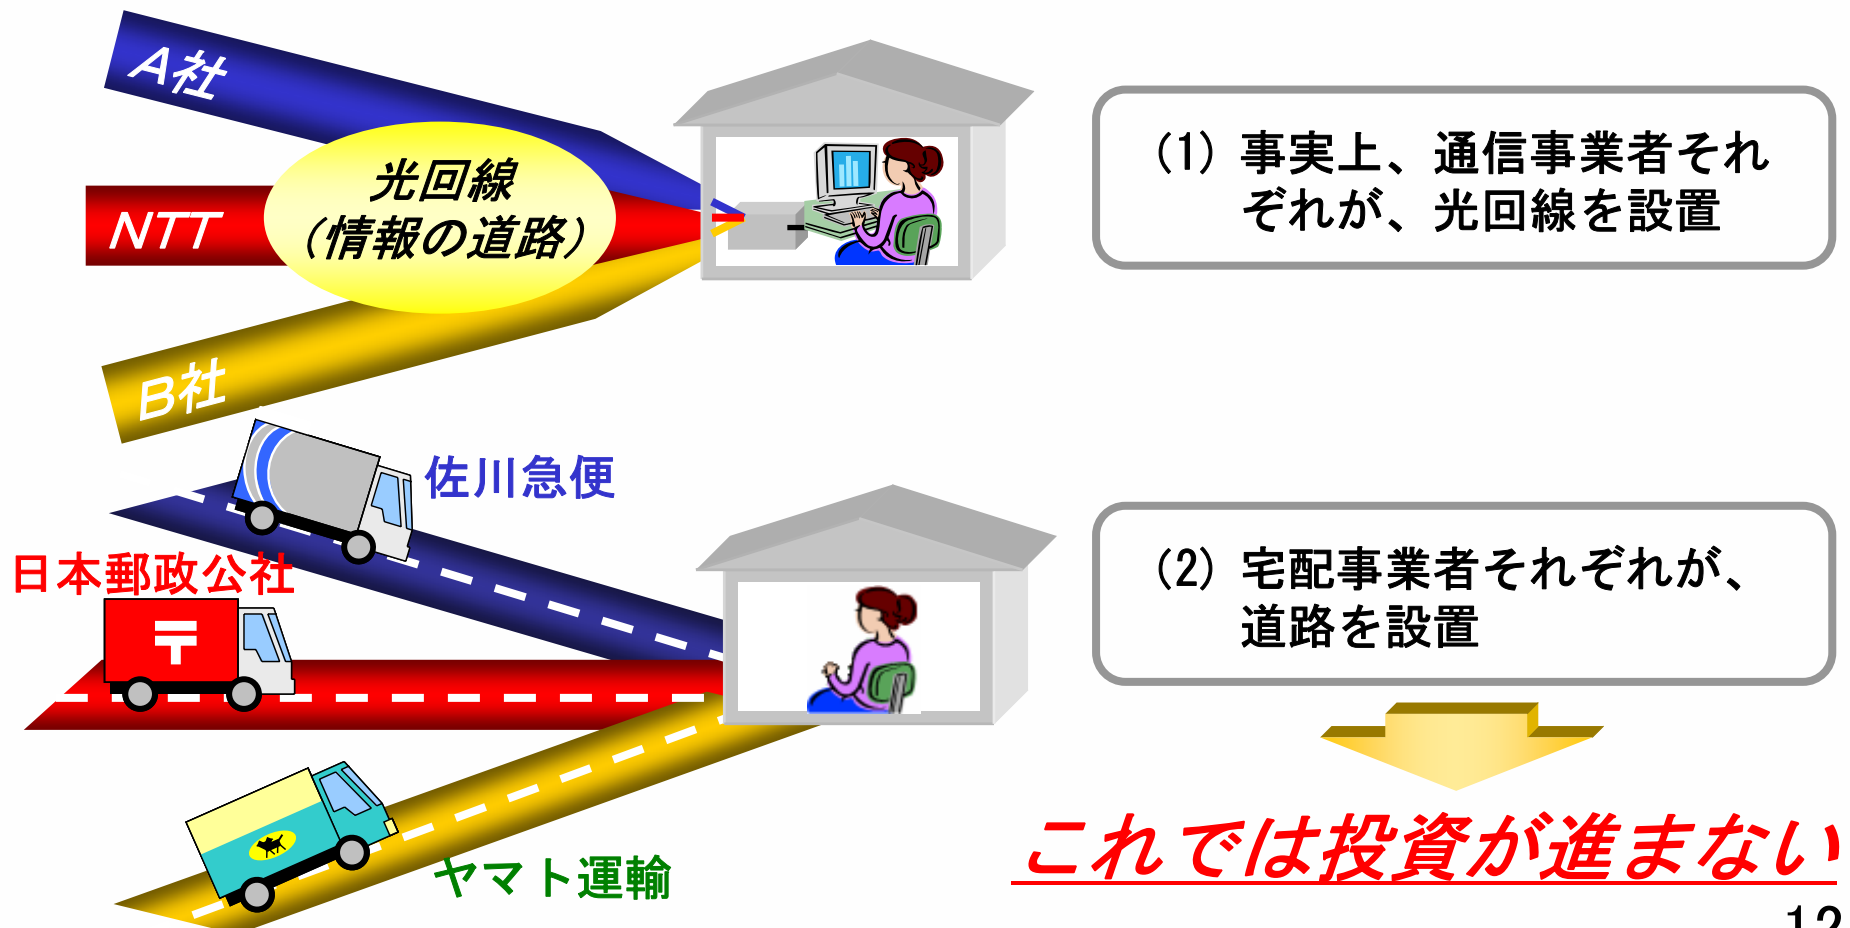 A社
光回線
(情報の道路)
NTT
B社
(1) 事実上、通信事業者それ
ぞれが、光回線を設置
佐川急便
日本郵政公社
〒
ヤマト運輸
(2) 宅配事業者それぞれが、
道路を設置
これでは投資が進まない
12